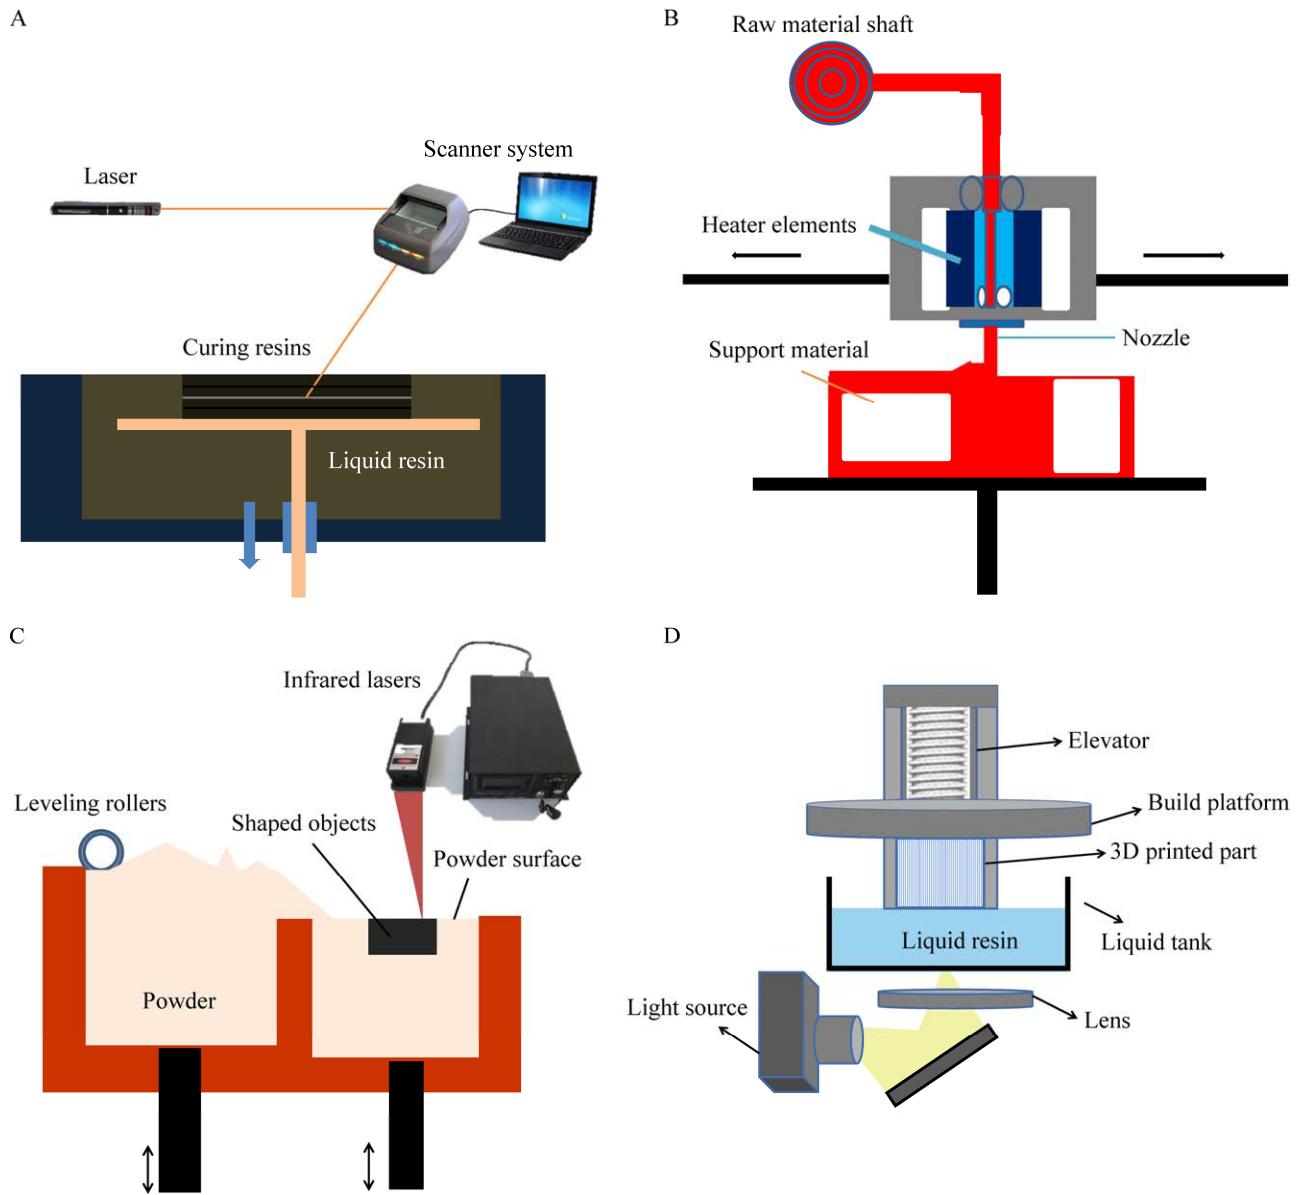 A
Laser
Scanner system
Curing resins
Liquid resin
B
Raw material shaft
Heater elements
Nozzle
Support material
C
Infrared lasers
Leveling rollers
Shaped objects
Powder surface
Powder
D
Elevator
Build platform
3D printed part
Liquid resin
Liquid tank
Light source
Lens